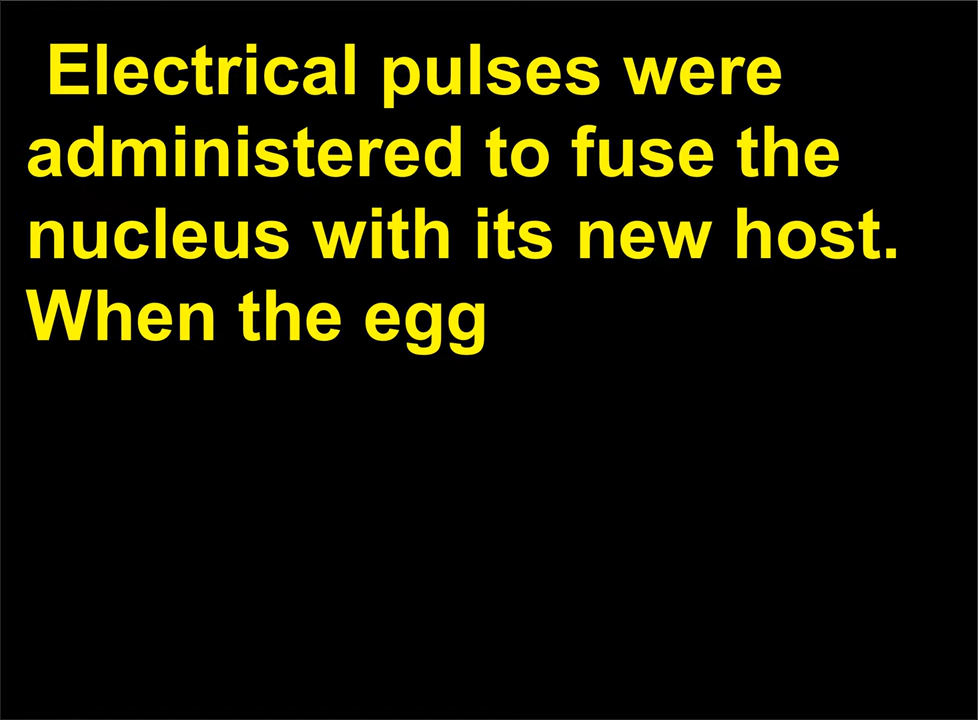 Electrical pulses were
administered to fuse the
nucleus with its new host.
When the egg